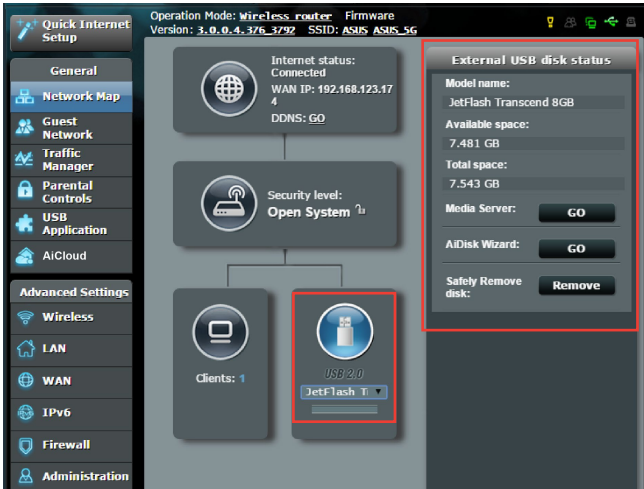 Quick Internet
Setup
Operation Mode: Wireless router Firmware
Version: 3.0.0.4.376_3792 SSID: ASUS ASUS_5G
General
Network Map
Guest
Network
Traffic
Manager
Parental
Controls
USB
Application
AiCloud
Advanced Settings
Wireless
LAN
WAN
IPv6
Firewall
Administration
Internet status:
Connected
WAN IP: 192.168.123.17
4
DDNS: GO
Security level:
Open System
Clients: 1
USB 2.0
JetFlash T
External USB disk status
Model name:
JetFlash Transcend 8GB
Available space:
7.481 GB
Total space:
7.543 GB
Media Server: GO
AiDisk Wizard: GO
Safely Remove
disk: Remove